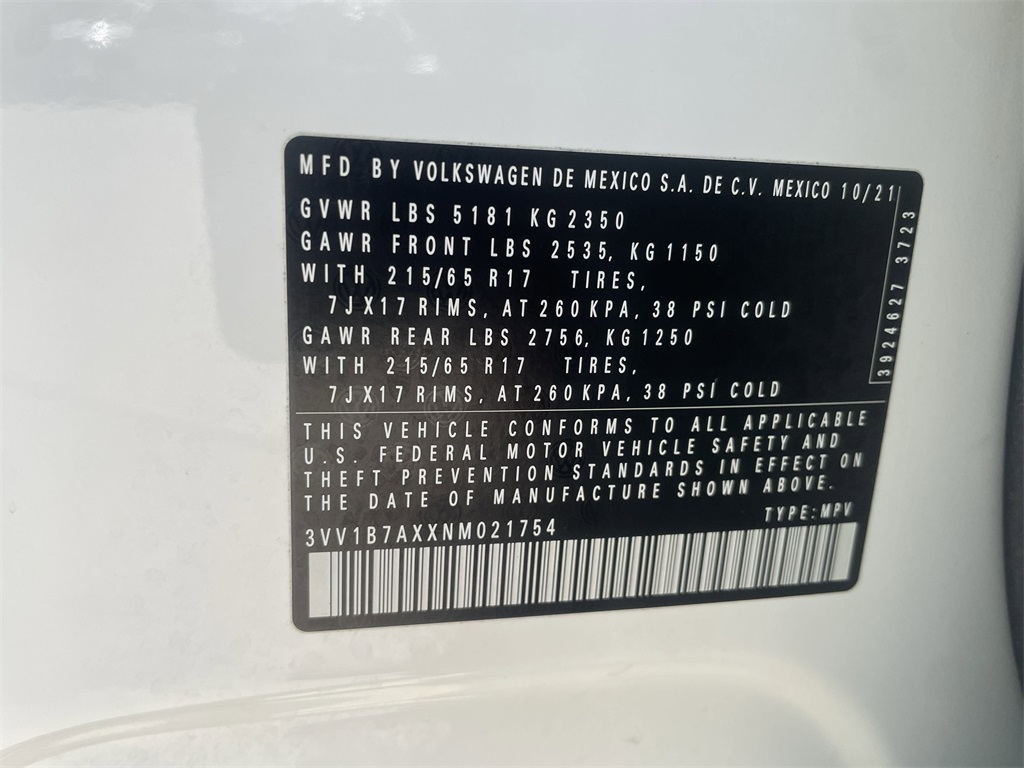 MFD BY VOLKSWAGEN DE MEXICO S.A. DE C.V. MEXICO 10/21
GVWR LBS 5181 KG 2350
GAWR FRONT LBS 2535, KG 1150
WITH 215/65 R17 TIRES,
7JX17 RIMS, AT 260 KPA, 38 PSI COLD
GAWR REAR LBS 2756, KG 1250
WITH 215/65 R17 TIRES,
7JX17 RIMS, AT 260 KPA, 38 PSI COLD
3924627 3723
THIS VEHICLE CONFORMS TO ALL APPLICABLE
U.S. FEDERAL MOTOR VEHICLE SAFETY AND
THEFT PREVENTION STANDARDS IN EFFECT ON
THE DATE OF MANUFACTURE SHOWN ABOVE.
TYPE:MPV
3VV1B7AXXNM021754